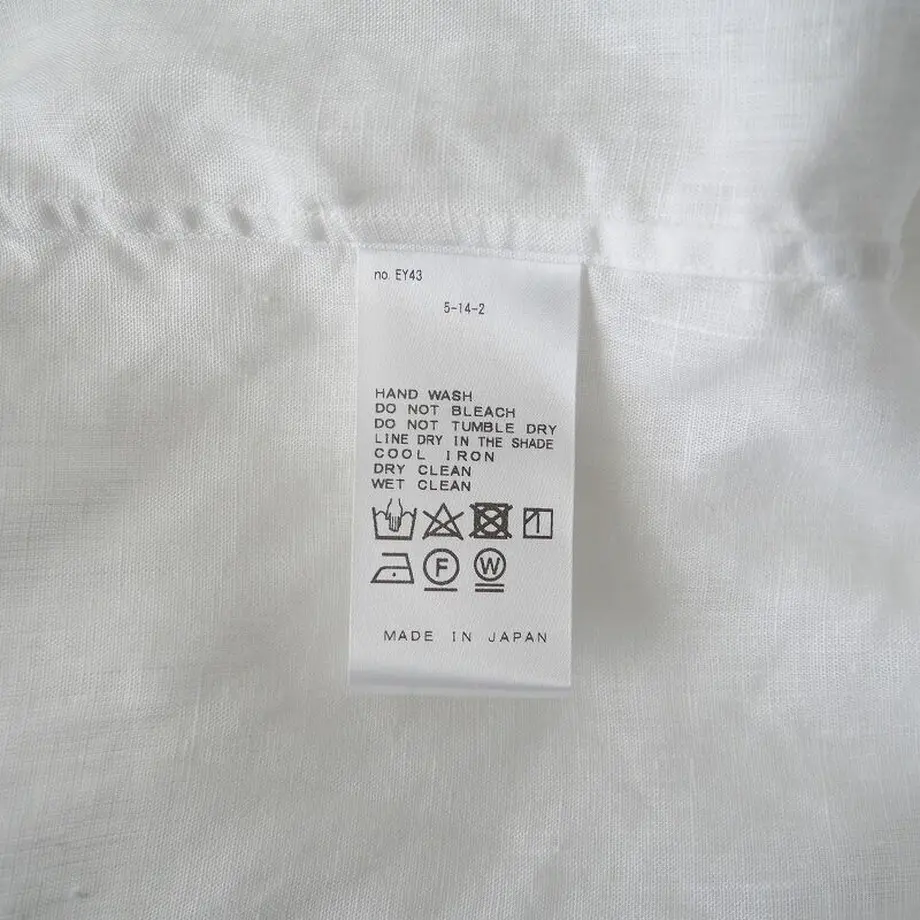 no. EY43
5-14-2
HAND WASH
DO NOT BLEACH
DO NOT TUMBLE DRY
LINE DRY IN THE SHADE
COOL IRON
DRY CLEAN
WET CLEAN
F W
MADE IN JAPAN